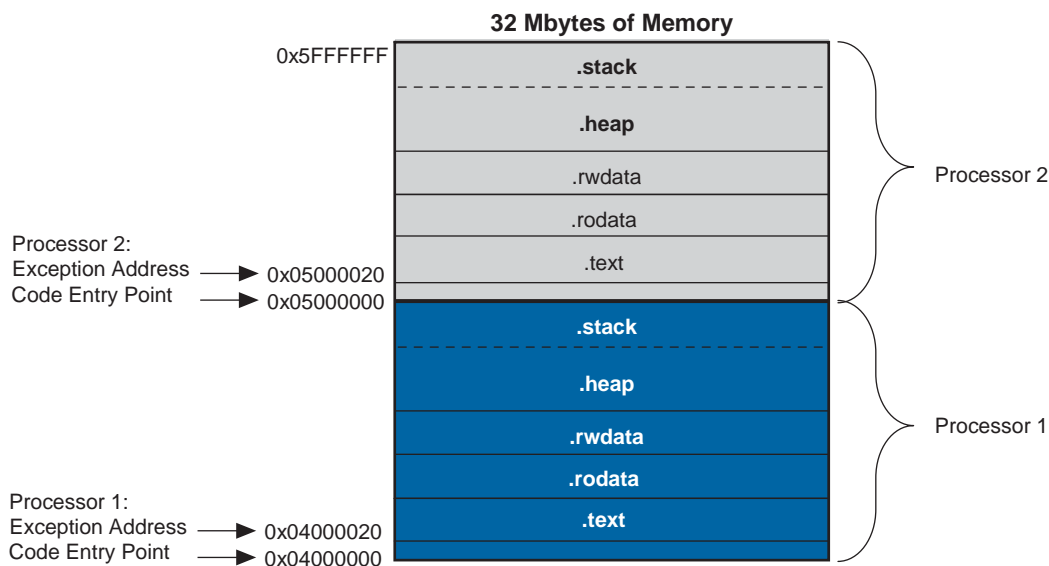 32 Mbytes of Memory
0x5FFFFFF
.stack
.heap
.rwdata
.rodata
.text
Processor 2
Processor 2:
Exception Address
0x05000020
Code Entry Point
0x05000000
.stack
.heap
.rwdata
.rodata
.text
Processor 1
Processor 1:
Exception Address
0x04000020
Code Entry Point
0x04000000